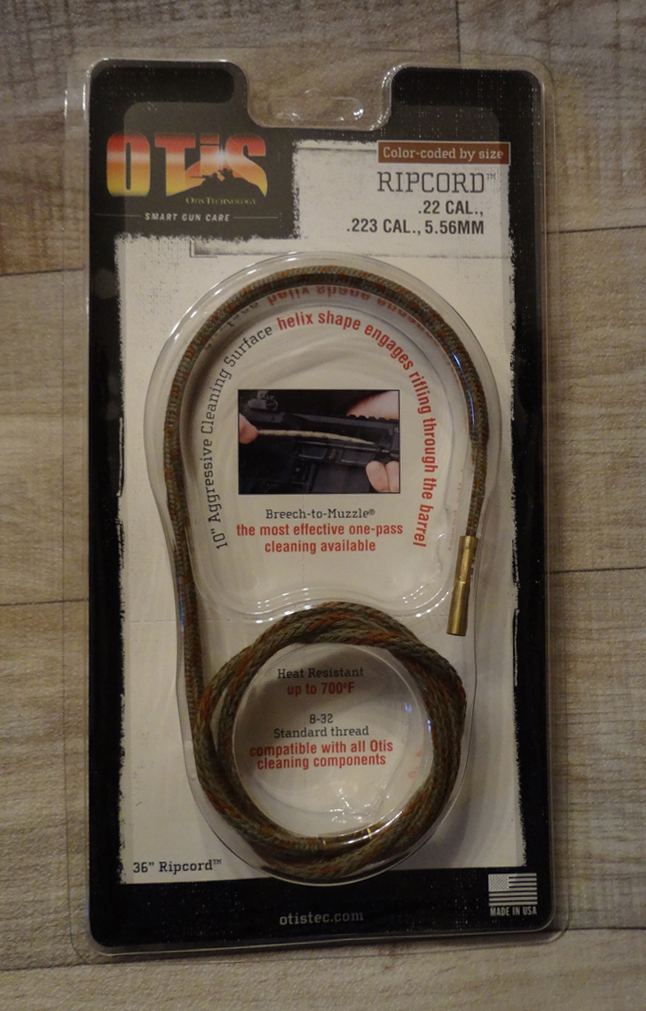 OTIS
OTIS TECHNOLOGY
SMART GUN CARE
Color-coded by size
RIPCORD™
.22 CAL.,
.223 CAL., 5.56MM
10" Aggressive Cleaning Surface helix shape engages rifling through the barrel
Breech-to-Muzzle®
the most effective one-pass
cleaning available
Heat Resistant
up to 700°F
8-32
Standard thread
compatible with all Otis
cleaning components
36" Ripcord™
MADE IN USA
otistec.com